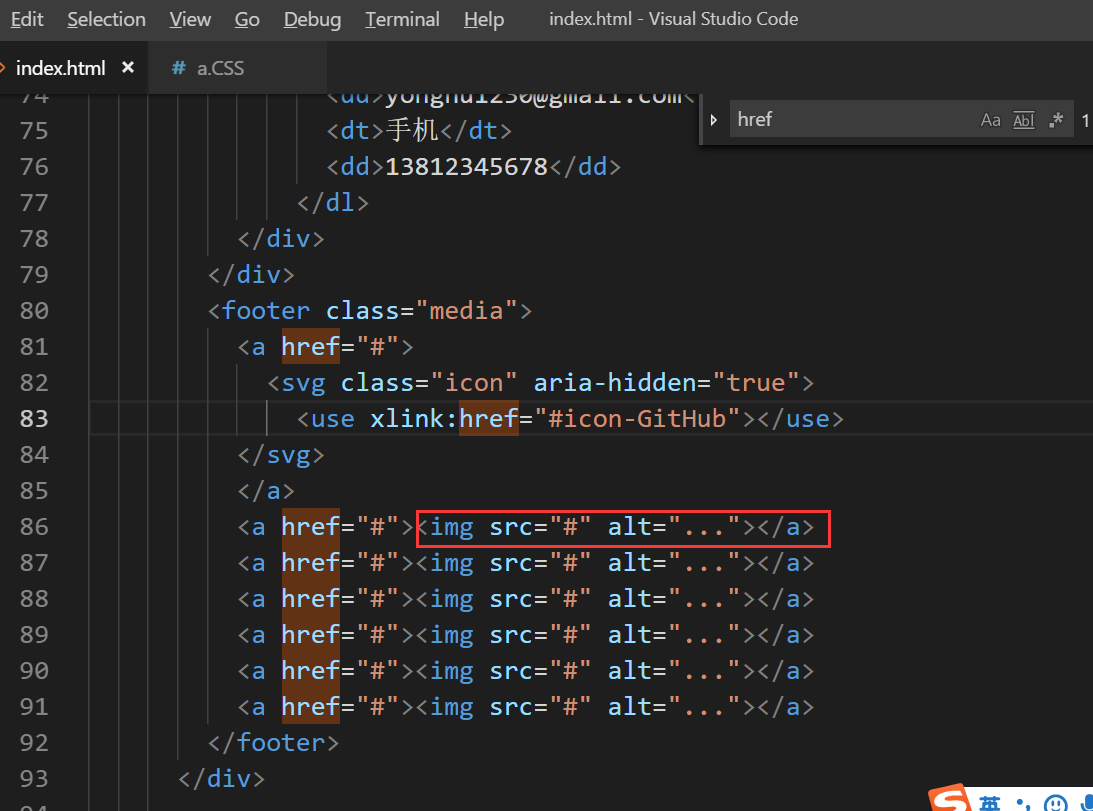 Edit Selection View Go Debug Terminal Help index.html - Visual Studio Code
index.html × # a.CSS
74 <dd>yonghu1230@gmail.com<
href Aa Abl .* 1
75 <dt>手机</dt>
76 <dd>13812345678</dd>
77 </dl>
78 </div>
79 </div>
80 <footer class="media">
81 <a href="#">
82 <svg class="icon" aria-hidden="true">
83 <use xlink:href="#icon-GitHub"></use>
84 </svg>
85 </a>
86 <a href="#"><img src="#" alt="..."></a>
87 <a href="#"><img src="#" alt="..."></a>
88 <a href="#"><img src="#" alt="..."></a>
89 <a href="#"><img src="#" alt="..."></a>
90 <a href="#"><img src="#" alt="..."></a>
91 <a href="#"><img src="#" alt="..."></a>
92 </footer>
93 </div>
S 英